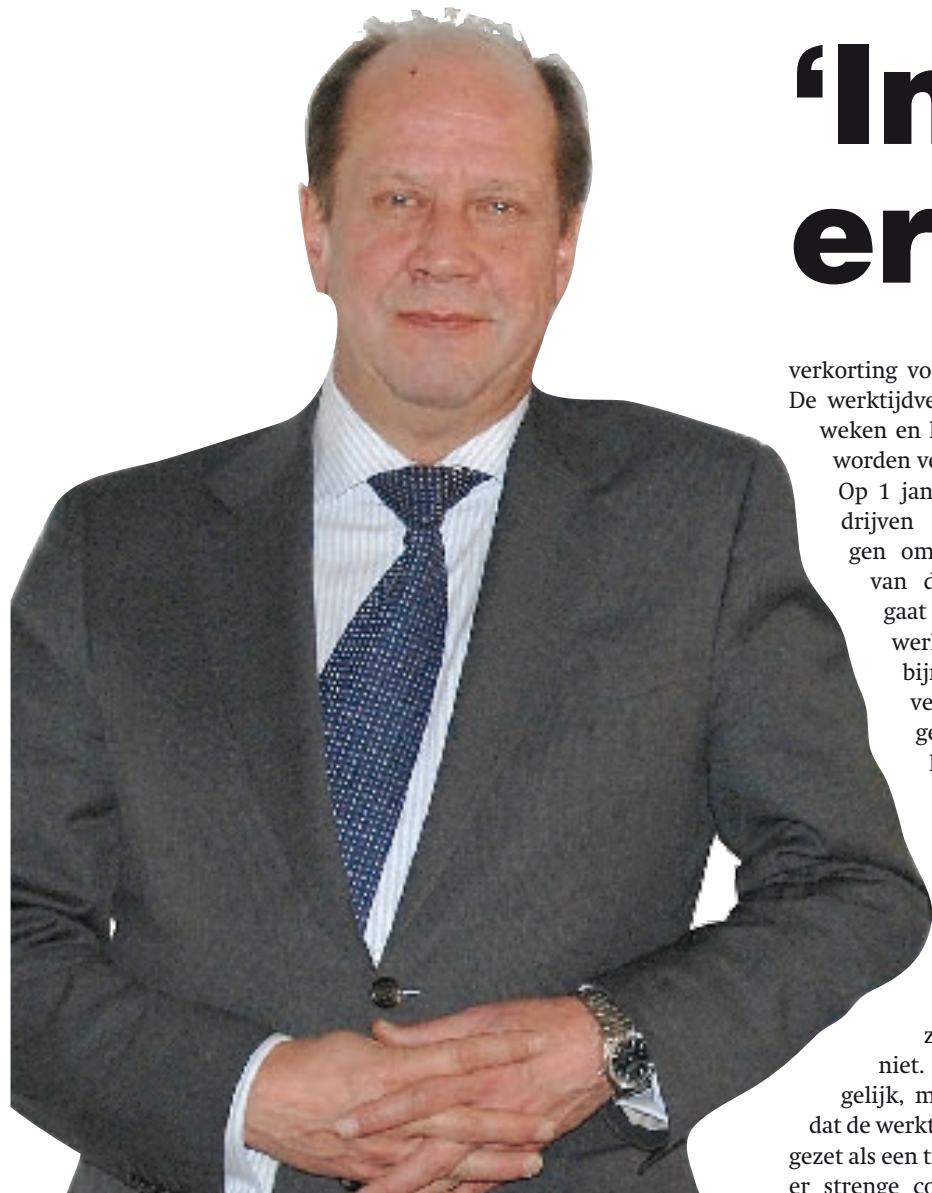 ‘In
er
verkorting vo
De werktijdve
weken en
worden ve
Op 1 jan
drijven
gen om
van d
gaat
werk
bijn
ve
ge
z
niet.
gelijk, m
dat de werkt
gezet als een t
er strenge co